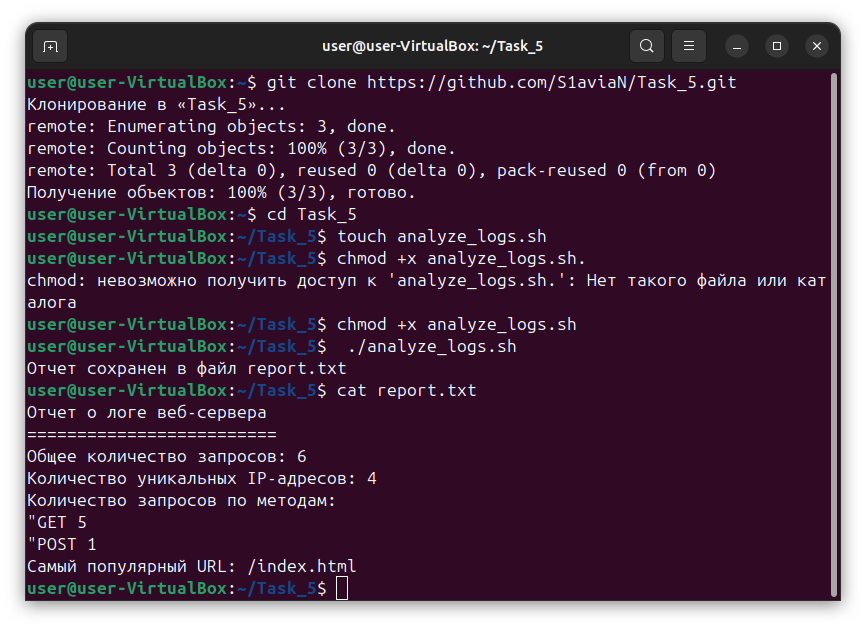 user@user-VirtualBox: ~/Task_5
user@user-VirtualBox:~$ git clone https://github.com/S1aviaN/Task_5.git
Клонирование в «Task_5»...
remote: Enumerating objects: 3, done.
remote: Counting objects: 100% (3/3), done.
remote: Total 3 (delta 0), reused 0 (delta 0), pack-reused 0 (from 0)
Получение объектов: 100% (3/3), готово.
user@user-VirtualBox:~$ cd Task_5
user@user-VirtualBox:~/Task_5$ touch analyze_logs.sh
user@user-VirtualBox:~/Task_5$ chmod +x analyze_logs.sh.
chmod: невозможно получить доступ к 'analyze_logs.sh.': Нет такого файла или кат
алога
user@user-VirtualBox:~/Task_5$ chmod +x analyze_logs.sh
user@user-VirtualBox:~/Task_5$  ./analyze_logs.sh
Отчет сохранен в файл report.txt
user@user-VirtualBox:~/Task_5$ cat report.txt
Отчет о логе веб-сервера
=========================
Общее количество запросов: 6
Количество уникальных IP-адресов: 4
Количество запросов по методам:
"GET 5
"POST 1
Самый популярный URL: /index.html
user@user-VirtualBox:~/Task_5$